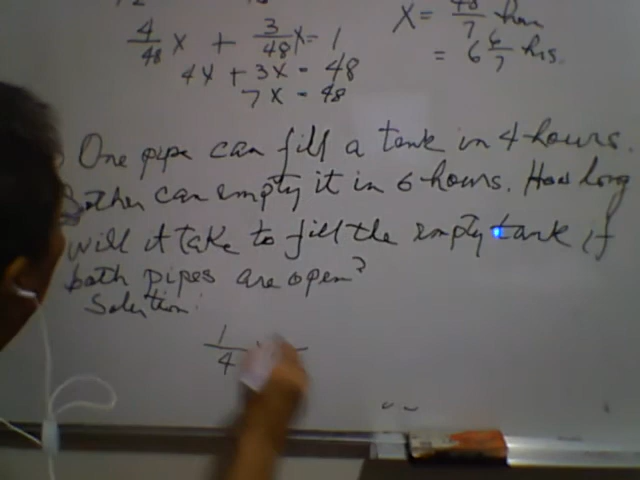 4/48 x + 3/48 x = 1
4x + 3x = 48
7x = 48
x = 48/7 hour
= 6 6/7 hrs.
One pipe can fill a tank in 4 hours.
Bother can empty it in 6 hours. How long
will it take to fill the empty tank if
both pipes are open?
Solution:
1/4